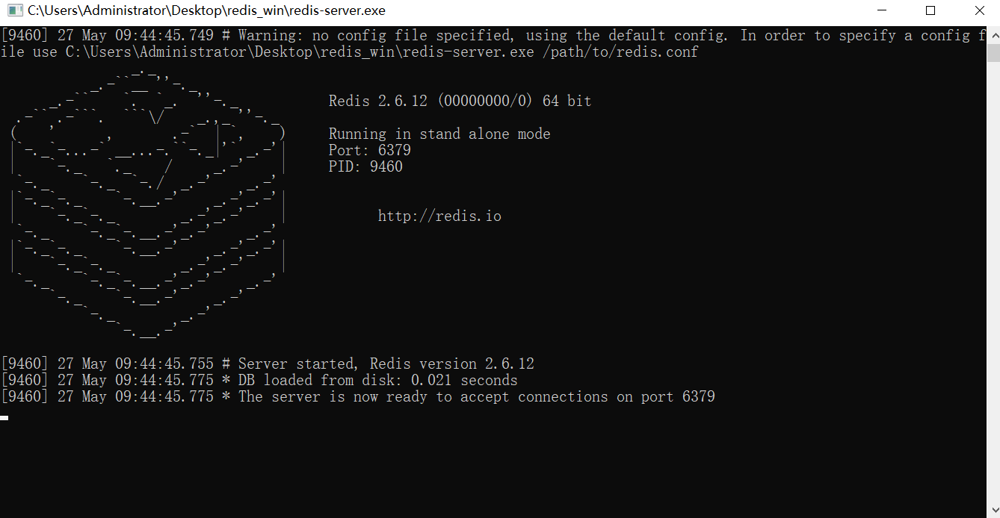 C:\Users\Administrator\Desktop\redis_win\redis-server.exe
[9460] 27 May 09:44:45.749 # Warning: no config file specified, using the default config. In order to specify a config f
ile use C:\Users\Administrator\Desktop\redis_win\redis-server.exe /path/to/redis.conf
Redis 2.6.12 (00000000/0) 64 bit
Running in stand alone mode
Port: 6379
PID: 9460
http://redis.io
[9460] 27 May 09:44:45.755 # Server started, Redis version 2.6.12
[9460] 27 May 09:44:45.775 * DB loaded from disk: 0.021 seconds
[9460] 27 May 09:44:45.775 * The server is now ready to accept connections on port 6379